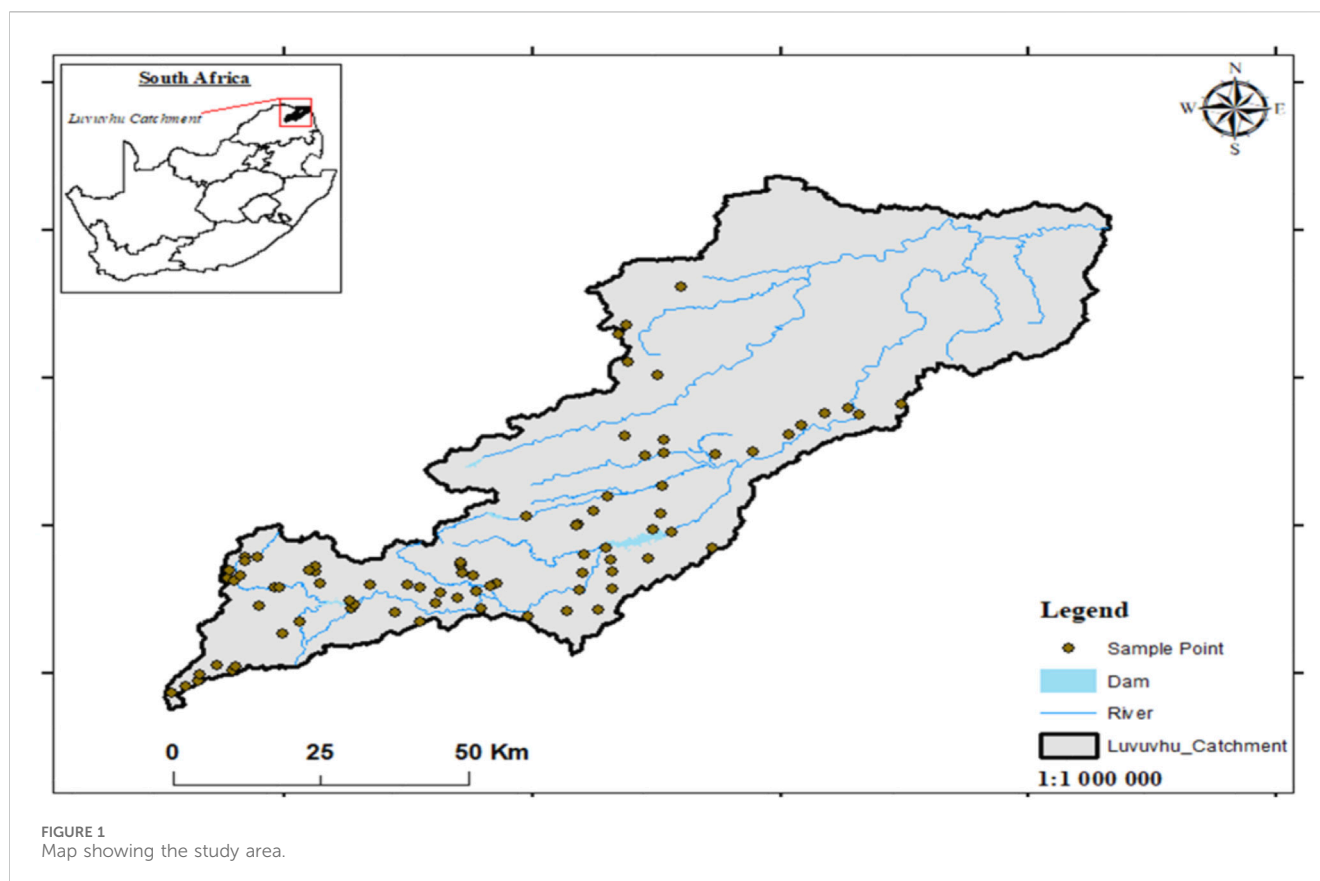 South Africa
Luvuvhu Catchment
N
W E
S
Legend
Sample Point
Dam
River
Luvuvhu_Catchment
1:1 000 000
0 25 50 Km
FIGURE 1
Map showing the study area.